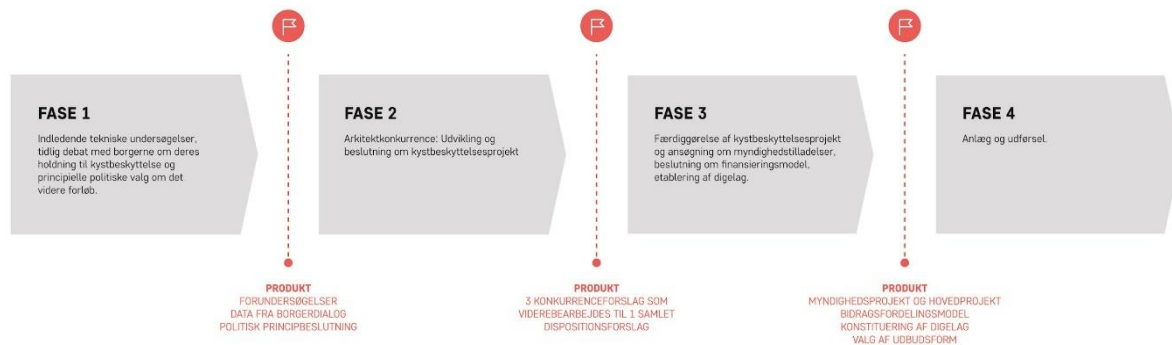 FASE 1
Indledende tekniske undersøgelser,
tidlig debat med borgerne om deres
holdning til kystbeskyttelse og
principielle politiske valg om det
videre forløb.
PRODUKT
FORUNDERSØGELSER
DATA FRA BORGERDIALOG
POLITISK PRINCIPBESLUTNING
FASE 2
Arkitektkonkurrence: Udvikling og
beslutning om kystbeskyttelsesprojekt
PRODUKT
3 KONKURRENCEFORSLAG SOM
VIDEREBEARBEJDES TIL 1 SAMLET
DISPOSITIONSFORSLAG
FASE 3
Færdiggørelse af kystbeskyttelsesprojekt
og ansøgning om myndighedstilladelser,
beslutning om finansieringsmodel,
etablering af digelag.
PRODUKT
MYNDIGHEDSPROJEKT OG HOVEDPROJEKT
BIDRAGSFORDELINGSMODEL
KONSTITUERING AF DIGELAG
VALG AF UDBUDSFORM
FASE 4
Anlæg og udførsel.